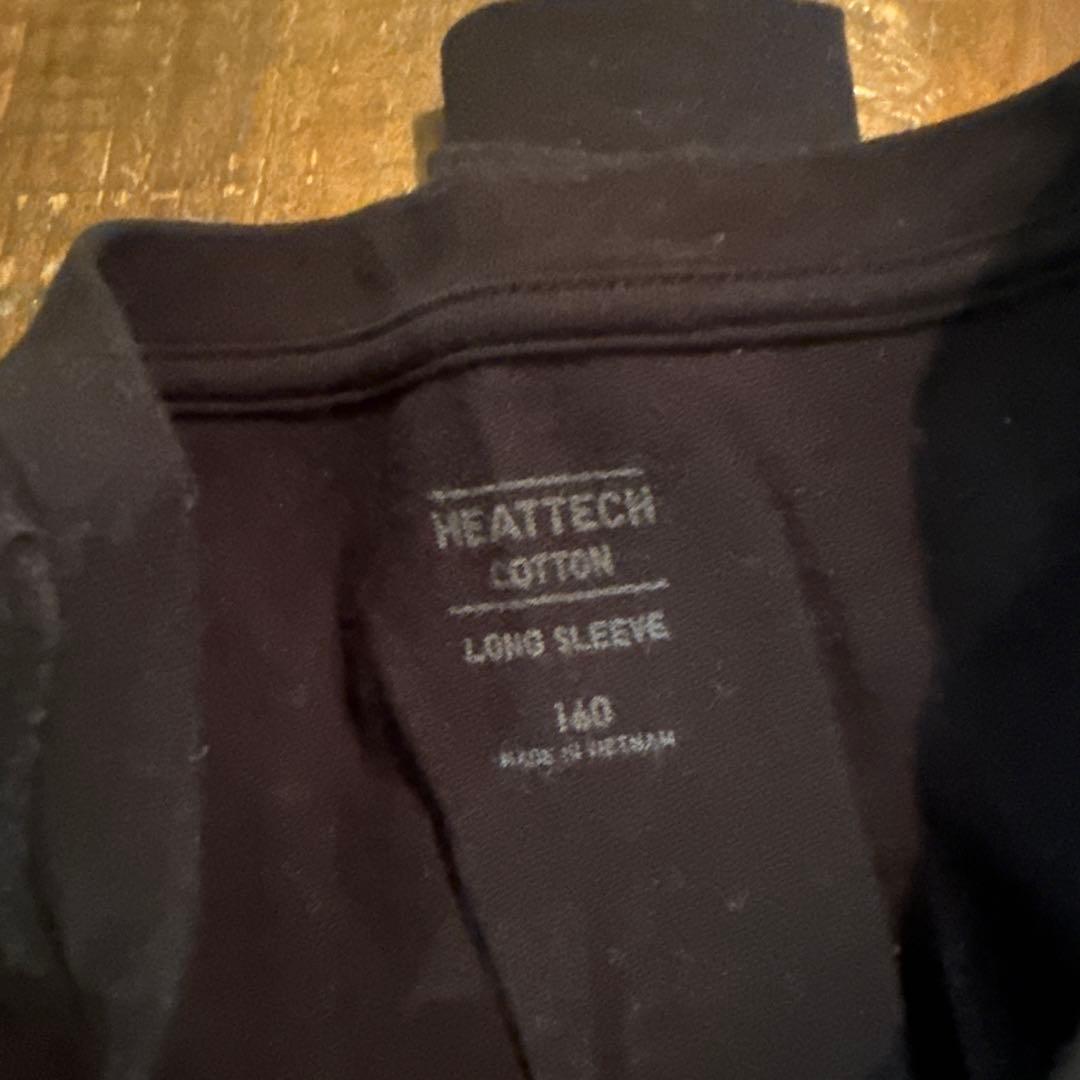 HEATTECH
COTTON
LONG SLEEVE
160
MADE IN VIETNAM